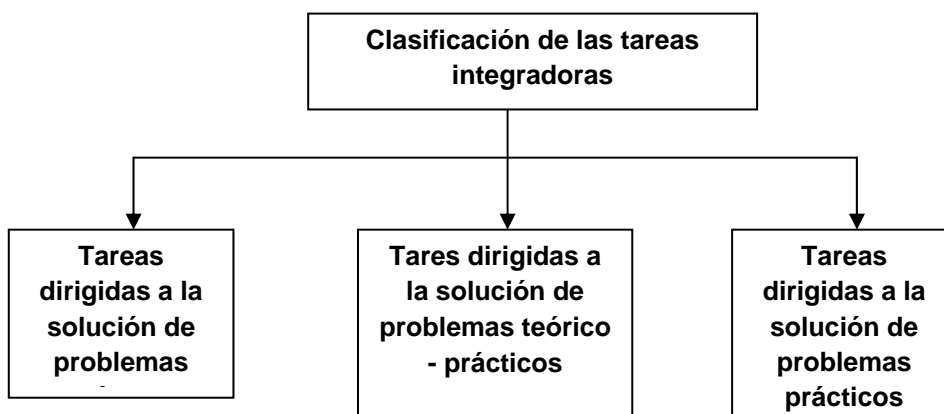 Clasificación de las tareas
integradoras
Tareas
dirigidas a la
solución de
problemas
Tares dirigidas a
la solución de
problemas teórico
- prácticos
Tareas
dirigidas a la
solución de
problemas
prácticos